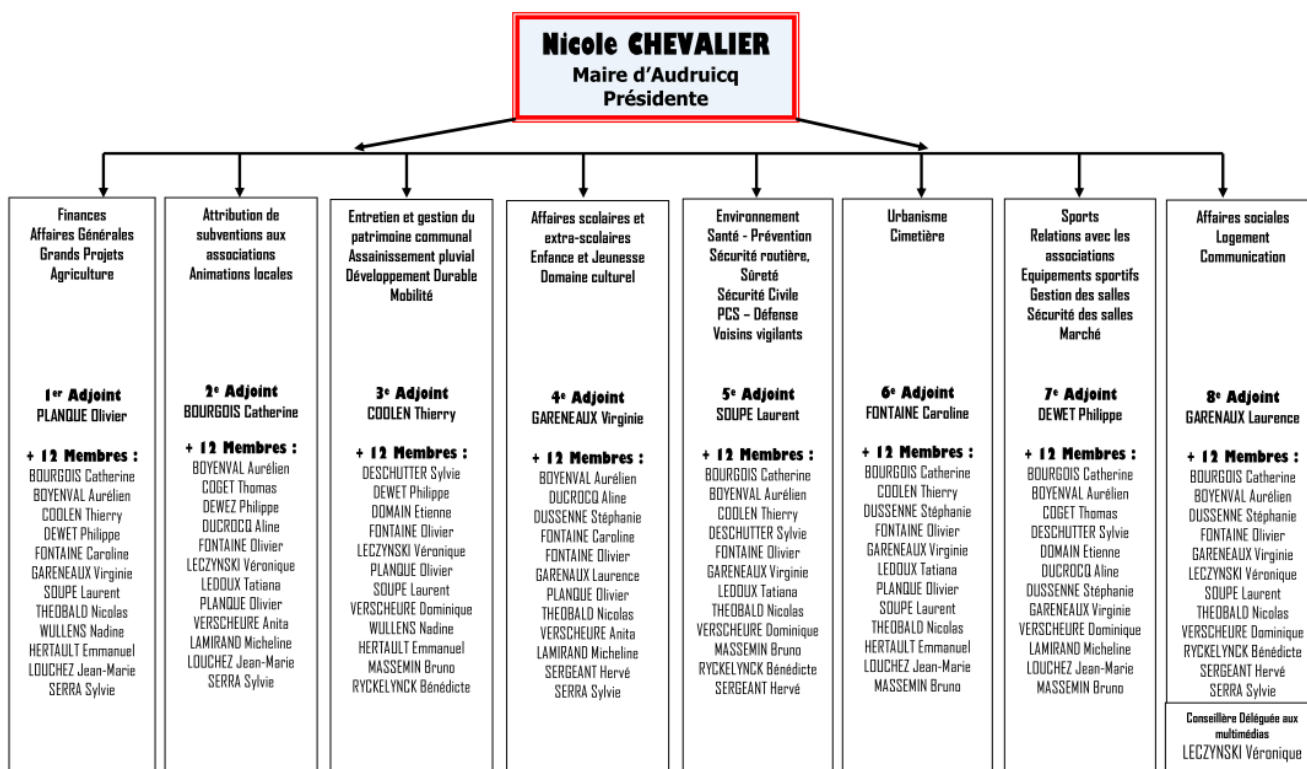 Nicole CHEVALIER
Maire d'Audruicq
Présidente
Finances
Affaires Générales
Grands Projets
Agriculture
1er Adjoint
PLANQUE Olivier
+ 12 Membres :
BOURGOIS Catherine
BOYENVAL Aurélien
COOLEN Thierry
DEWET Philippe
FONTAINE Caroline
GARENEAUX Virginie
SOUPE Laurent
THEOBALD Nicolas
WULLENS Nadine
HERTAULT Emmanuel
LOUCHEZ Jean-Marie
SERRA Sylvie
Attribution de
subventions aux
associations
Animations locales
2e Adjoint
BOURGOIS Catherine
+ 12 Membres :
BOYENVAL Aurélien
COGET Thomas
DEWEZ Philippe
DUCROCQ Aline
FONTAINE Olivier
LECZYNSKI Véronique
LEDOUX Tatiana
PLANQUE Olivier
VERSCHEURE Anita
LAMIRAND Micheline
LOUCHEZ Jean-Marie
SERRA Sylvie
Entretien et gestion du
patrimoine communal
Assainissement pluvial
Développement Durable
Mobilité
3e Adjoint
COOLEN Thierry
+ 12 Membres :
DESCHUTTER Sylvie
DEWET Philippe
DOMAIN Etienne
FONTAINE Olivier
LECZYNSKI Véronique
PLANQUE Olivier
SOUPE Laurent
VERSCHEURE Dominique
WULLENS Nadine
HERTAULT Emmanuel
MASSEMIN Bruno
RYCKELYNCK Bénédicte
Affaires scolaires et
extra-scolaires
Enfance et Jeunesse
Domaine culturel
4e Adjoint
GARENEAUX Virginie
+ 12 Membres :
BOYENVAL Aurélien
DUCROCQ Aline
DUSSENNE Stéphanie
FONTAINE Caroline
FONTAINE Olivier
GARENAUX Laurence
PLANQUE Olivier
THEOBALD Nicolas
VERSCHEURE Anita
LAMIRAND Micheline
SERGEANT Hervé
SERRA Sylvie
Environnement
Santé - Prévention
Sécurité routière,
Sûreté
Sécurité Civile
PCS – Défense
Voisins vigilants
5e Adjoint
SOUPE Laurent
+ 12 Membres :
BOURGOIS Catherine
BOYENVAL Aurélien
COOLEN Thierry
DESCHUTTER Sylvie
FONTAINE Olivier
GARENEAUX Virginie
LEDOUX Tatiana
THEOBALD Nicolas
VERSCHEURE Dominique
MASSEMIN Bruno
RYCKELYNCK Bénédicte
SERGEANT Hervé
Urbanisme
Cimetière
6e Adjoint
FONTAINE Caroline
+ 12 Membres :
BOURGOIS Catherine
COOLEN Thierry
DUSSENNE Stéphanie
FONTAINE Olivier
GARENEAUX Virginie
LEDOUX Tatiana
PLANQUE Olivier
SOUPE Laurent
THEOBALD Nicolas
HERTAULT Emmanuel
LOUCHEZ Jean-Marie
MASSEMIN Bruno
Sports
Relations avec les
associations
Equipements sportifs
Gestion des salles
Sécurité des salles
Marché
7e Adjoint
DEWET Philippe
+ 12 Membres :
BOURGOIS Catherine
BOYENVAL Aurélien
COGET Thomas
DESCHUTTER Sylvie
DOMAIN Etienne
DUCROCQ Aline
DUSSENNE Stéphanie
GARENEAUX Virginie
VERSCHEURE Dominique
LAMIRAND Micheline
LOUCHEZ Jean-Marie
MASSEMIN Bruno
Affaires sociales
Logement
Communication
8e Adjoint
GARENAUX Laurence
+ 12 Membres :
BOURGOIS Catherine
BOYENVAL Aurélien
DUSSENNE Stéphanie
FONTAINE Olivier
GARENEAUX Virginie
LECZYNSKI Véronique
SOUPE Laurent
THEOBALD Nicolas
VERSCHEURE Dominique
RYCKELYNCK Bénédicte
SERGEANT Hervé
SERRA Sylvie
Conseillère Déléguée aux
multimédias
LECZYNSKI Véronique